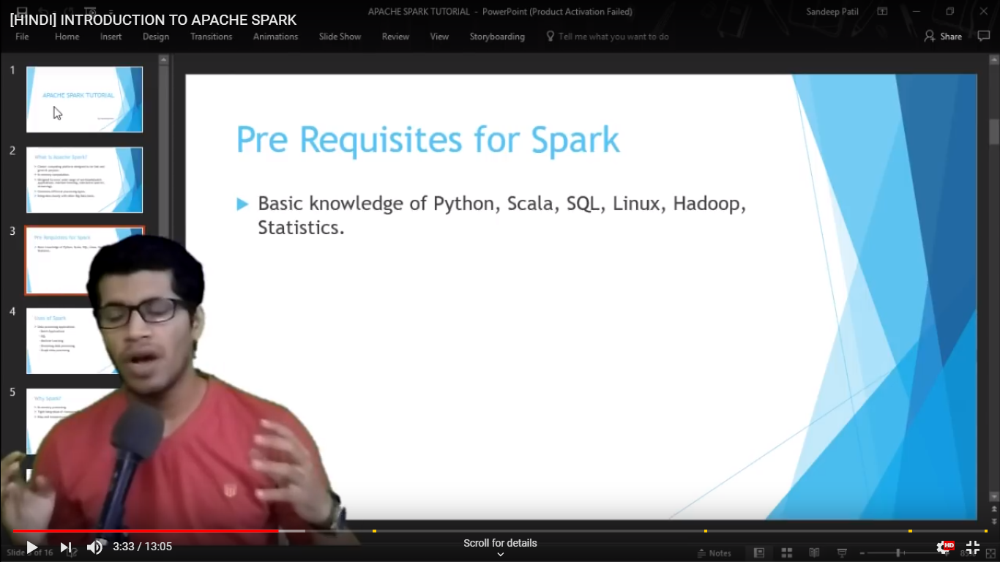 [HINDI] INTRODUCTION TO APACHE SPARK
APACHE SPARK TUTORIAL - PowerPoint (Product Activation Failed)
Sandeep Patil
File
Home
Insert
Design
Transitions
Animations
Slide Show
Review
View
Storyboarding
Tell me what you want to do
Share
1
APACHE SPARK TUTORIAL
2
What is Apache Spark?
3
Pre Requisites for Spark
4
Uses of Spark
5
Why Spark?
Pre Requisites for Spark
Basic knowledge of Python, Scala, SQL, Linux, Hadoop,
Statistics.
3:33 / 13:05
Scroll for details
HD
Slide of 16
Notes